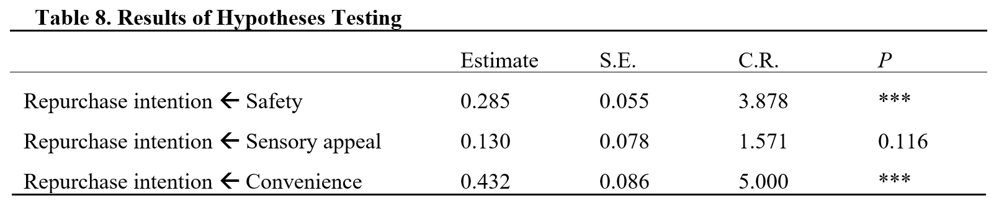 Table 8. Results of Hypotheses Testing
Estimate S.E. C.R. P
Repurchase intention ← Safety 0.285 0.055 3.878 ***
Repurchase intention ← Sensory appeal 0.130 0.078 1.571 0.116
Repurchase intention ← Convenience 0.432 0.086 5.000 ***